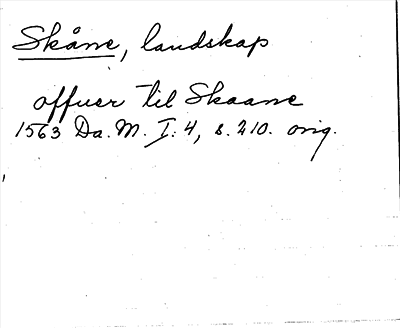 Skåne, landskap
offuer til Skaane
1563 Da. M. I: 4, s. 210. orig.